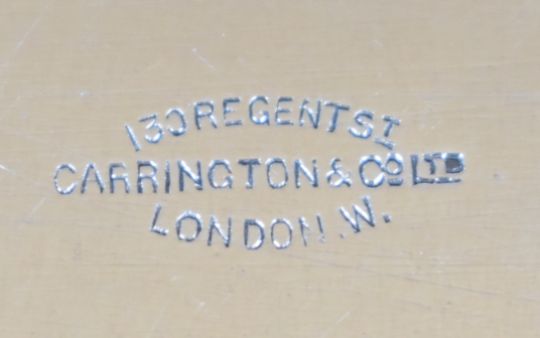 130 REGENT ST
CARRINGTON & CO LTD
LONDON. W.